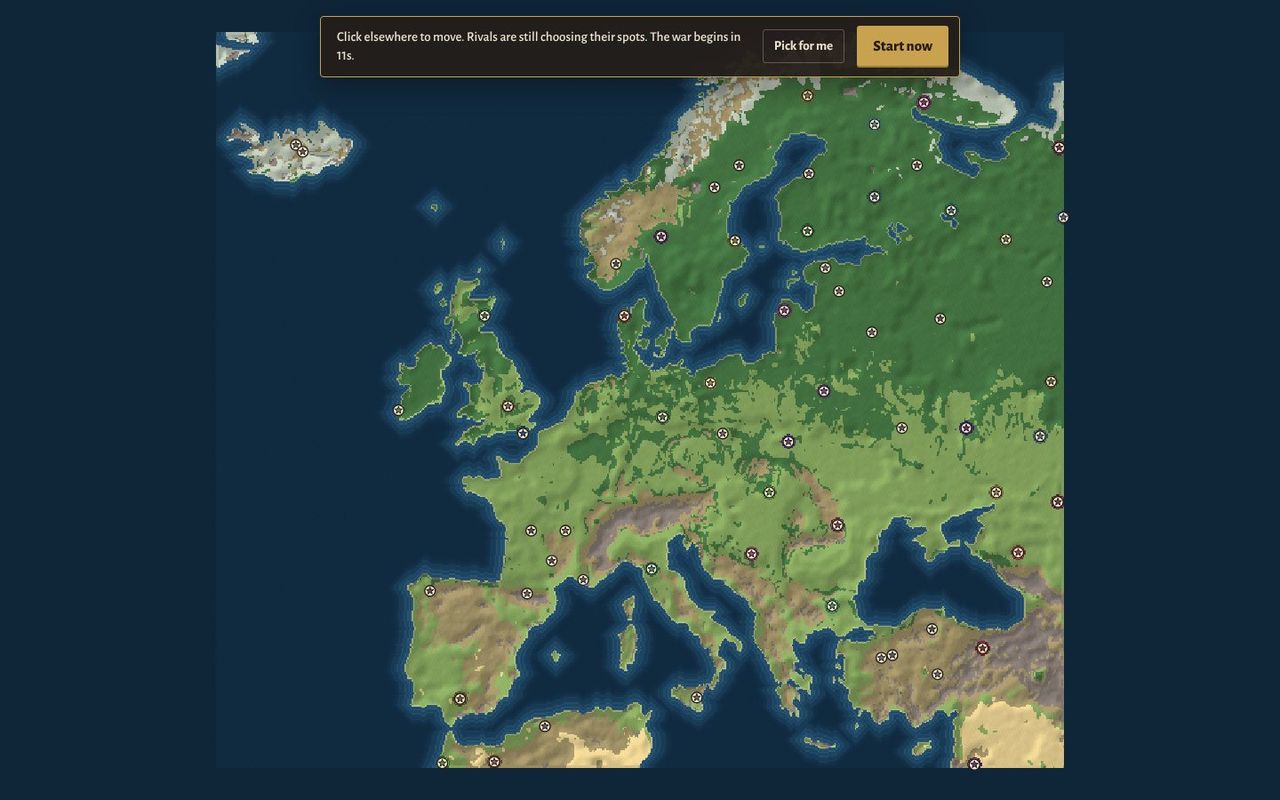 Click elsewhere to move. Rivals are still choosing their spots. The war begins in
11s.
Pick for me
Start now